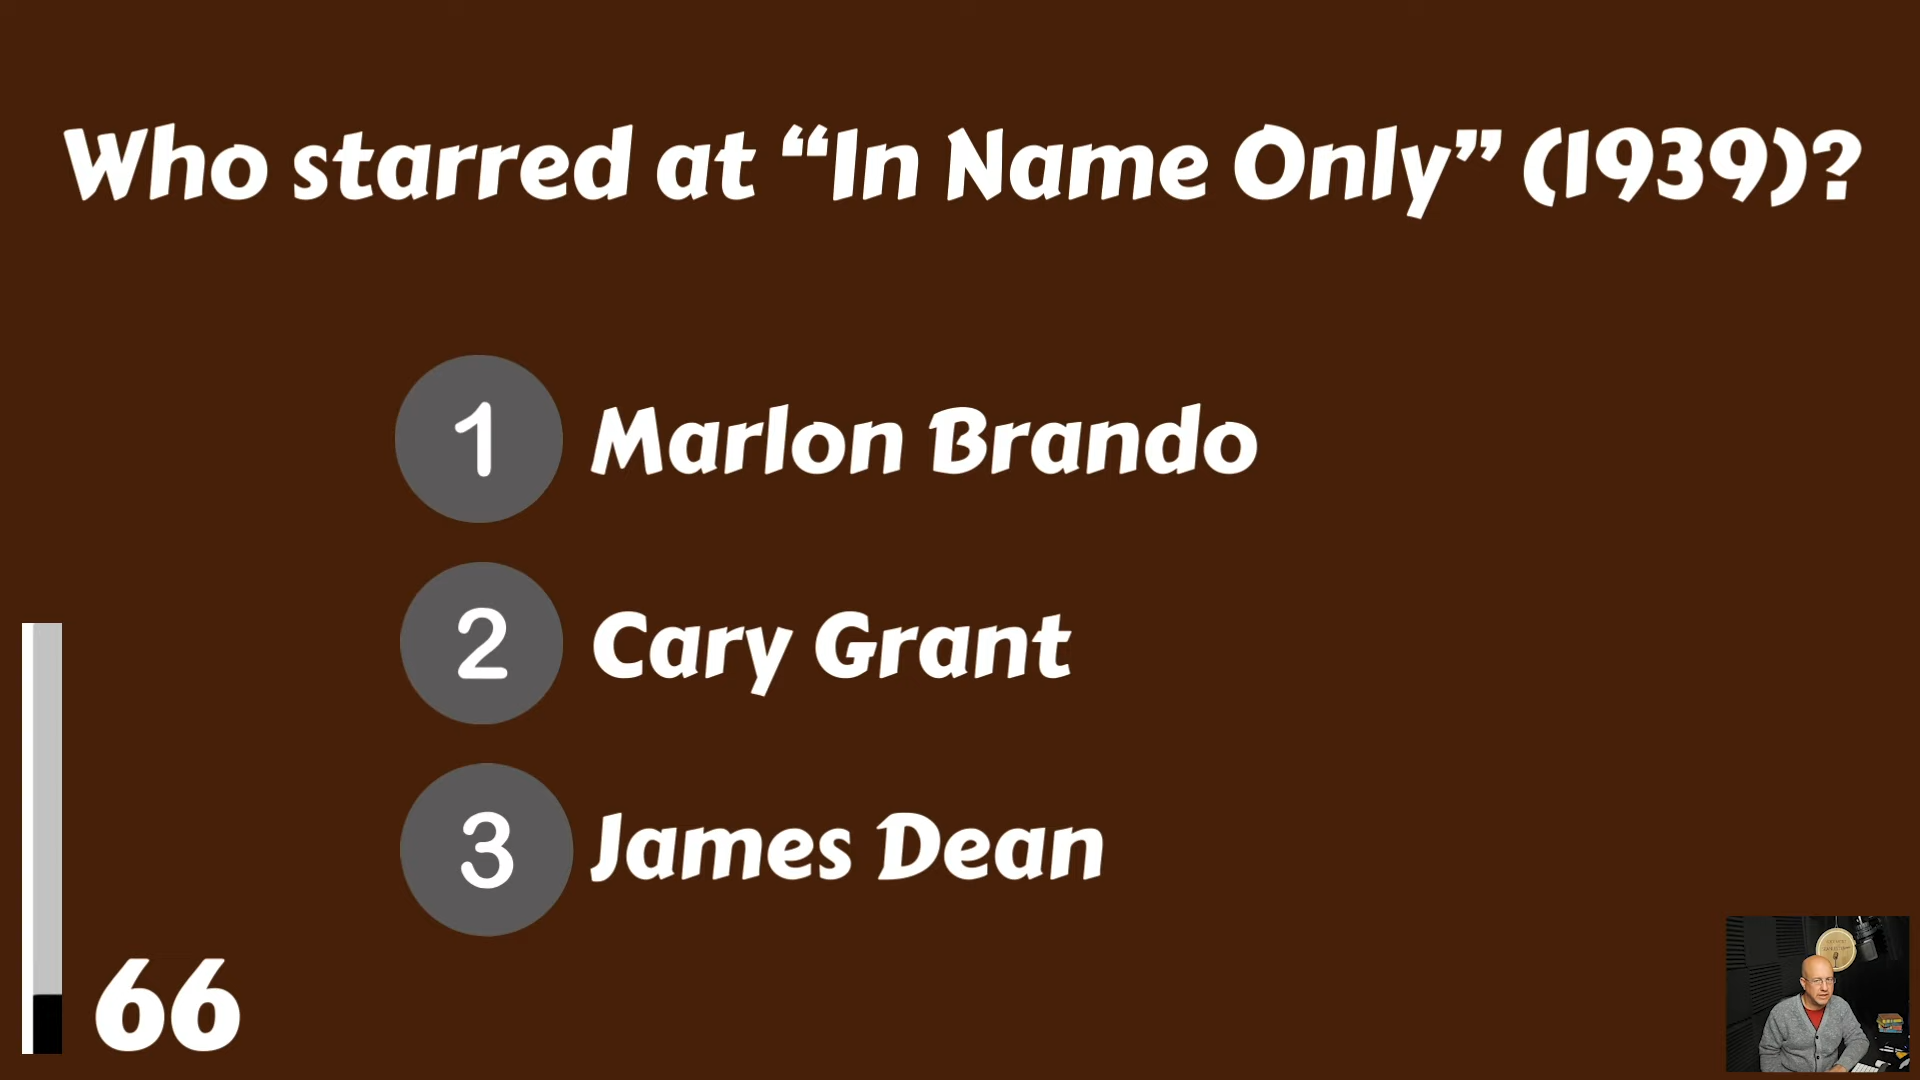 Who starred at “In Name Only” (1939)?
1 Marlon Brando
2 Cary Grant
3 James Dean
66